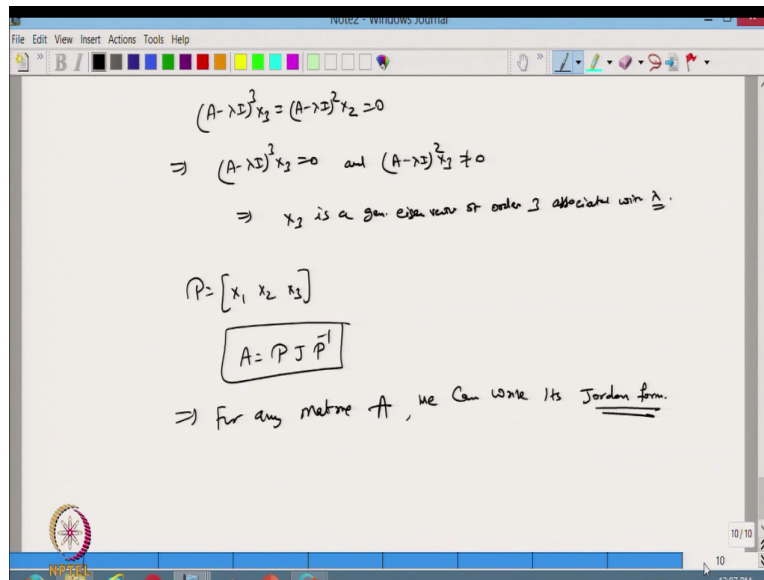 Note2 - Windows Journal
File Edit View Insert Actions Tools Help
B I
(A-λI)³x₃ = (A-λI)²x₂ = 0
⇒ (A-λI)³x₃ = 0 and (A-λI)²x₃ ≠ 0
⇒ x₃ is a gen. eigen vector of order 3 associated with λ.
P = [x₁ x₂ x₃]
A = P J P⁻¹
⇒ For any matrix A, we can write its Jordan form.
10/10
10
NPTEL